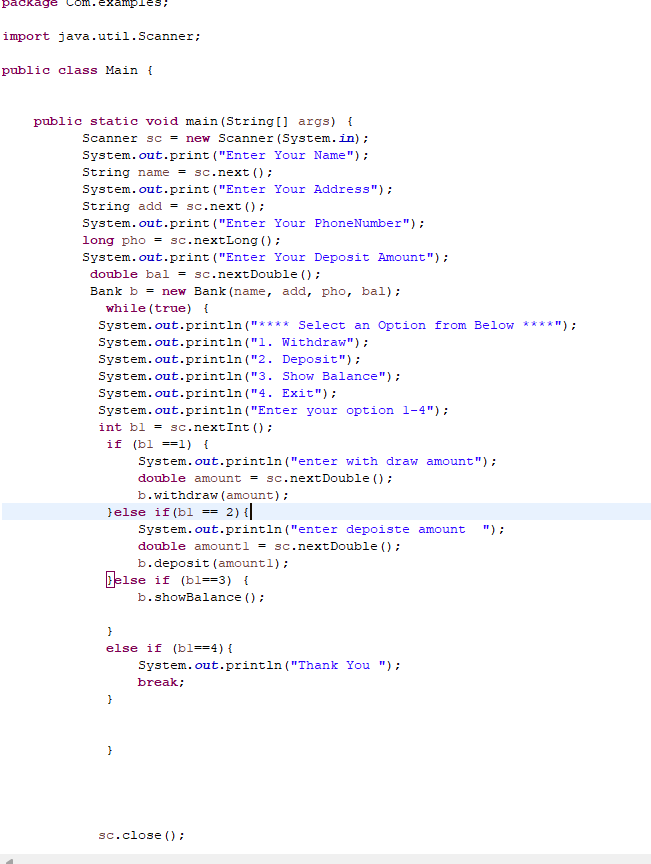 package Com.examples;
import java.util.Scanner;
public class Main {
public static void main(String[] args) {
Scanner sc = new Scanner(System.in);
System.out.print("Enter Your Name");
String name = sc.next();
System.out.print("Enter Your Address");
String add = sc.next();
System.out.print("Enter Your PhoneNumber");
long pho = sc.nextLong();
System.out.print("Enter Your Deposit Amount");
double bal = sc.nextDouble();
Bank b = new Bank(name, add, pho, bal);
while(true) {
System.out.println("**** Select an Option from Below ****");
System.out.println("1. Withdraw");
System.out.println("2. Deposit");
System.out.println("3. Show Balance");
System.out.println("4. Exit");
System.out.println("Enter your option 1-4");
int b1 = sc.nextInt();
if (b1 ==1) {
System.out.println("enter with draw amount");
double amount = sc.nextDouble();
b.withdraw(amount);
}else if(b1 == 2){
System.out.println("enter depoiste amount  ");
double amount1 = sc.nextDouble();
b.deposit(amount1);
}else if (b1==3) {
b.showBalance();
}
else if (b1==4){
System.out.println("Thank You ");
break;
}
}
sc.close();